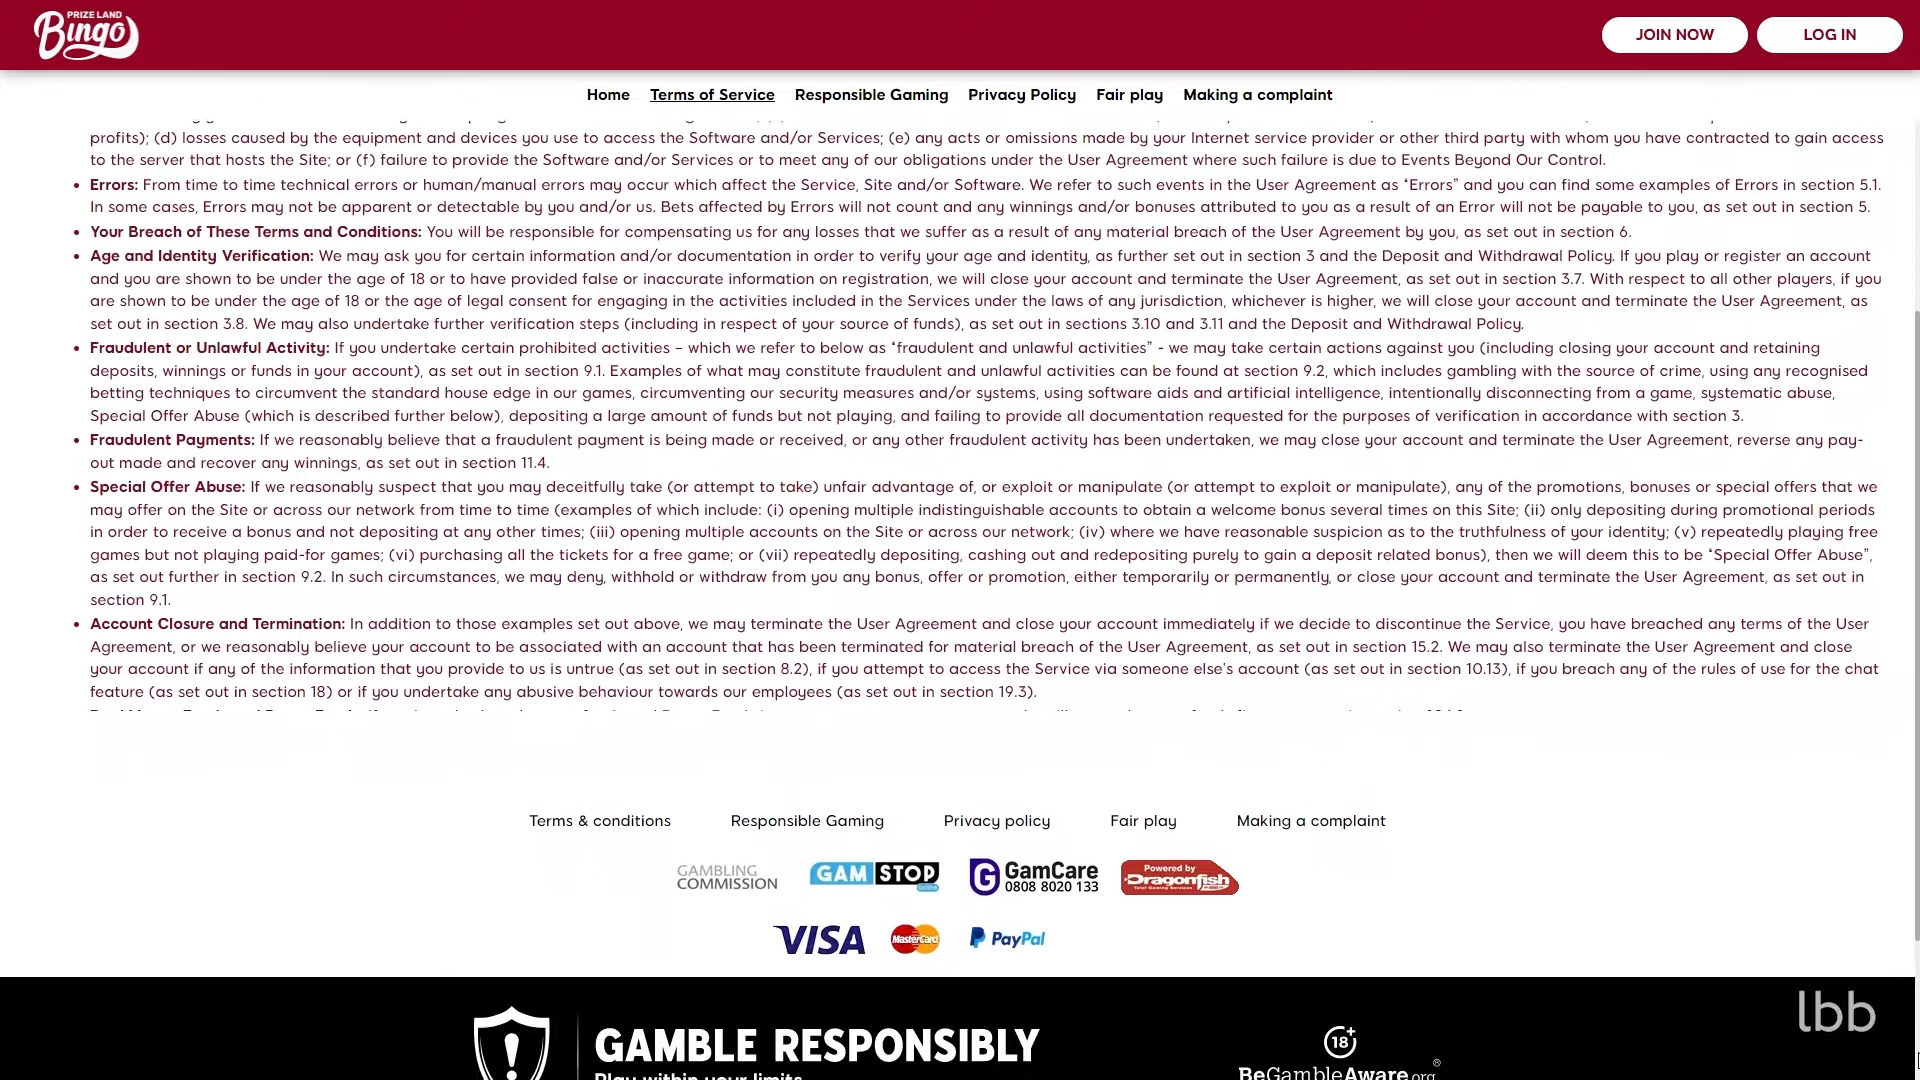 PRIZE LAND
Bingo
JOIN NOW
LOG IN
Home Terms of Service Responsible Gaming Privacy Policy Fair play Making a complaint
profits); (d) losses caused by the equipment and devices you use to access the Software and/or Services; (e) any acts or omissions made by your Internet service provider or other third party with whom you have contracted to gain access
to the server that hosts the Site; or (f) failure to provide the Software and/or Services or to meet any of our obligations under the User Agreement where such failure is due to Events Beyond Our Control.
• Errors: From time to time technical errors or human/manual errors may occur which affect the Service, Site and/or Software. We refer to such events in the User Agreement as “Errors” and you can find some examples of Errors in section 5.1.
In some cases, Errors may not be apparent or detectable by you and/or us. Bets affected by Errors will not count and any winnings and/or bonuses attributed to you as a result of an Error will not be payable to you, as set out in section 5.
• Your Breach of These Terms and Conditions: You will be responsible for compensating us for any losses that we suffer as a result of any material breach of the User Agreement by you, as set out in section 6.
• Age and Identity Verification: We may ask you for certain information and/or documentation in order to verify your age and identity, as further set out in section 3 and the Deposit and Withdrawal Policy. If you play or register an account
and you are shown to be under the age of 18 or to have provided false or inaccurate information on registration, we will close your account and terminate the User Agreement, as set out in section 3.7. With respect to all other players, if you
are shown to be under the age of 18 or the age of legal consent for engaging in the activities included in the Services under the laws of any jurisdiction, whichever is higher, we will close your account and terminate the User Agreement, as
set out in section 3.8. We may also undertake further verification steps (including in respect of your source of funds), as set out in sections 3.10 and 3.11 and the Deposit and Withdrawal Policy.
• Fraudulent or Unlawful Activity: If you undertake certain prohibited activities – which we refer to below as “fraudulent and unlawful activities” - we may take certain actions against you (including closing your account and retaining
deposits, winnings or funds in your account), as set out in section 9.1. Examples of what may constitute fraudulent and unlawful activities can be found at section 9.2, which includes gambling with the source of crime, using any recognised
betting techniques to circumvent the standard house edge in our games, circumventing our security measures and/or systems, using software aids and artificial intelligence, intentionally disconnecting from a game, systematic abuse,
Special Offer Abuse (which is described further below), depositing a large amount of funds but not playing, and failing to provide all documentation requested for the purposes of verification in accordance with section 3.
• Fraudulent Payments: If we reasonably believe that a fraudulent payment is being made or received, or any other fraudulent activity has been undertaken, we may close your account and terminate the User Agreement, reverse any pay-
out made and recover any winnings, as set out in section 11.4.
• Special Offer Abuse: If we reasonably suspect that you may deceitfully take (or attempt to take) unfair advantage of, or exploit or manipulate (or attempt to exploit or manipulate), any of the promotions, bonuses or special offers that we
may offer on the Site or across our network from time to time (examples of which include: (i) opening multiple indistinguishable accounts to obtain a welcome bonus several times on this Site; (ii) only depositing during promotional periods
in order to receive a bonus and not depositing at any other times; (iii) opening multiple accounts on the Site or across our network; (iv) where we have reasonable suspicion as to the truthfulness of your identity; (v) repeatedly playing free
games but not playing paid-for games; (vi) purchasing all the tickets for a free game; or (vii) repeatedly depositing, cashing out and redepositing purely to gain a deposit related bonus), then we will deem this to be “Special Offer Abuse”,
as set out further in section 9.2. In such circumstances, we may deny, withhold or withdraw from you any bonus, offer or promotion, either temporarily or permanently, or close your account and terminate the User Agreement, as set out in
section 9.1.
• Account Closure and Termination: In addition to those examples set out above, we may terminate the User Agreement and close your account immediately if we decide to discontinue the Service, you have breached any terms of the User
Agreement, or we reasonably believe your account to be associated with an account that has been terminated for material breach of the User Agreement, as set out in section 15.2. We may also terminate the User Agreement and close
your account if any of the information that you provide to us is untrue (as set out in section 8.2), if you attempt to access the Service via someone else's account (as set out in section 10.13), if you breach any of the rules of use for the chat
feature (as set out in section 18) or if you undertake any abusive behaviour towards our employees (as set out in section 19.3).
Terms & conditions Responsible Gaming Privacy policy Fair play Making a complaint
GAMBLING
COMMISSION
GAMSTOP
online
GamCare
0808 8020 133
Powered by
Dragonfish
VISA MasterCard PayPal
lbb
GAMBLE RESPONSIBLY
Play within your limits
18+
BeGambleAware.org®